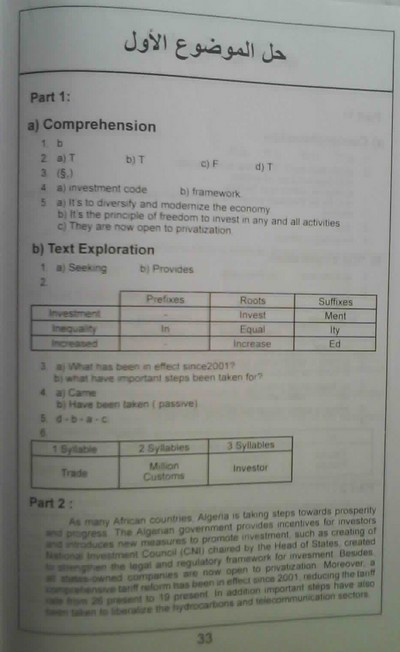 حل الموضوع الأول
Part 1:
a) Comprehension
1. b
2. a) T b) T c) F d) T
3. (§,)
4. a) investment code b) framework
5. a) It's to diversify and modernize the economy
b) It's the principle of freedom to invest in any and all activities
c) They are now open to privatization
b) Text Exploration
1. a) Seeking b) Provides
2.
Prefixes Roots Suffixes
Investment - Invest Ment
Inequality In Equal Ity
Increased - Increase Ed
3. a) What has been in effect since2001?
b) what have important steps been taken for?
4. a) Came
b) Have been taken ( passive)
5. d - b - a - c
6.
1 Syllable 2 Syllables 3 Syllables
Trade Million Customs Investor
Part 2 :
As many African countries, Algeria is taking steps towards prosperity
and progress. The Algerian government provides incentives for investors
and introduces new measures to promote investment, such as creating of
National Investment Council (CNI) chaired by the Head of States, created
to strengthen the legal and regulatory framework for invesment. Besides,
all states-owned companies are now open to privatization. Moreover, a
comprehensive tariff reform has been in effect since 2001, reducing the tariff
rate from 26 present to 19 present. In addition important steps have also
been taken to liberalize the hydrocarbons and telecommunication sectors.
33